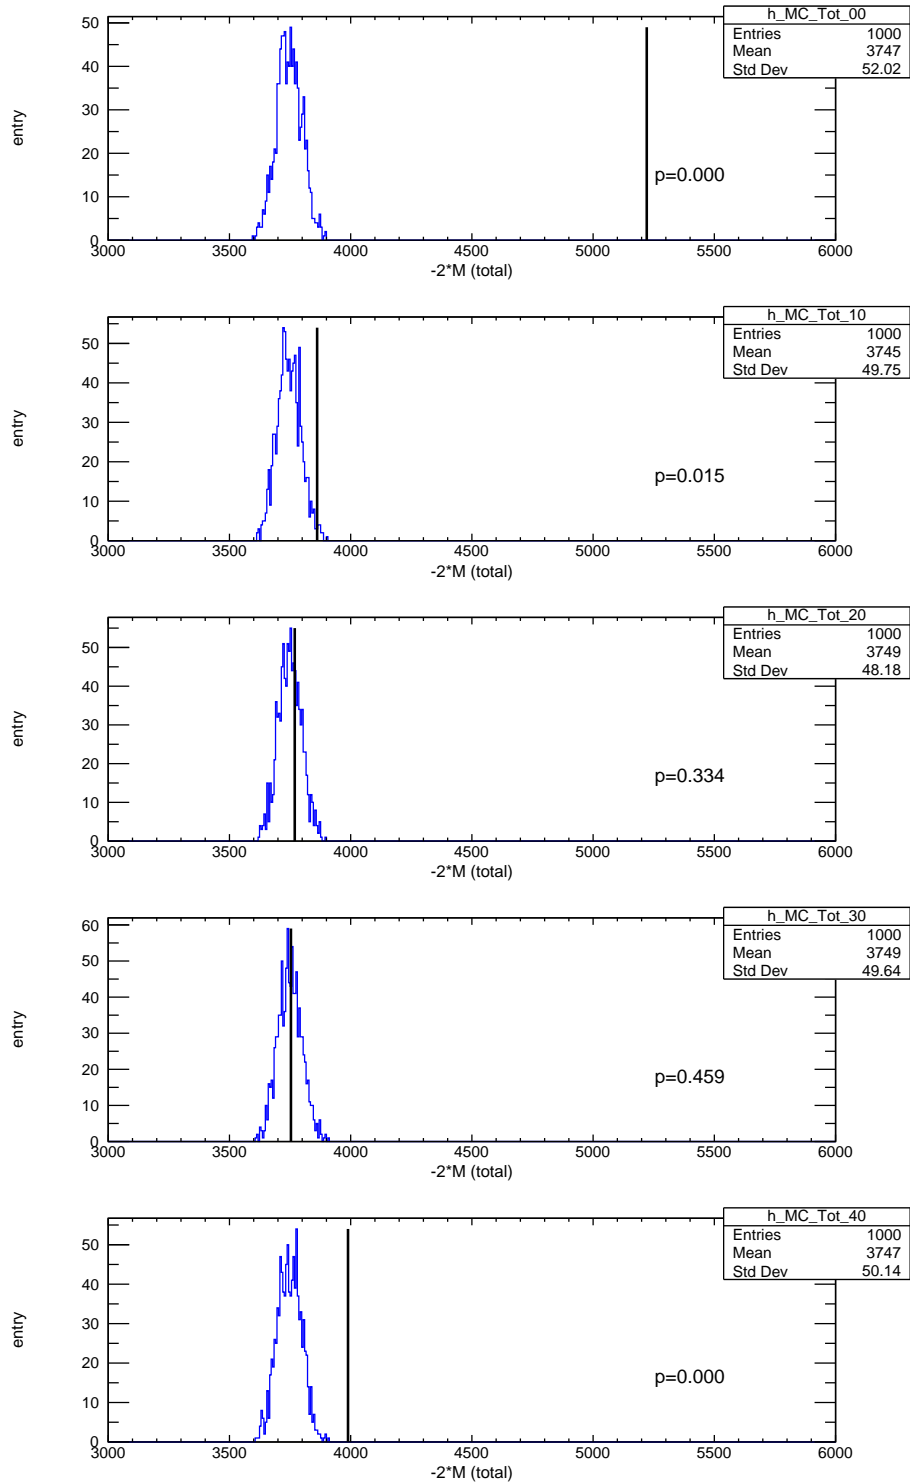 h_MC_Tot_00
Entries 1000
Mean 3747
Std Dev 52.02
50
40
30
20
10
0
entry
p=0.000
3000 3500 4000 4500 5000 5500 6000
-2*M (total)
h_MC_Tot_10
Entries 1000
Mean 3745
Std Dev 49.75
50
40
30
20
10
0
entry
p=0.015
3000 3500 4000 4500 5000 5500 6000
-2*M (total)
h_MC_Tot_20
Entries 1000
Mean 3749
Std Dev 48.18
50
40
30
20
10
0
entry
p=0.334
3000 3500 4000 4500 5000 5500 6000
-2*M (total)
h_MC_Tot_30
Entries 1000
Mean 3749
Std Dev 49.64
60
50
40
30
20
10
0
entry
p=0.459
3000 3500 4000 4500 5000 5500 6000
-2*M (total)
h_MC_Tot_40
Entries 1000
Mean 3747
Std Dev 50.14
50
40
30
20
10
0
entry
p=0.000
3000 3500 4000 4500 5000 5500 6000
-2*M (total)